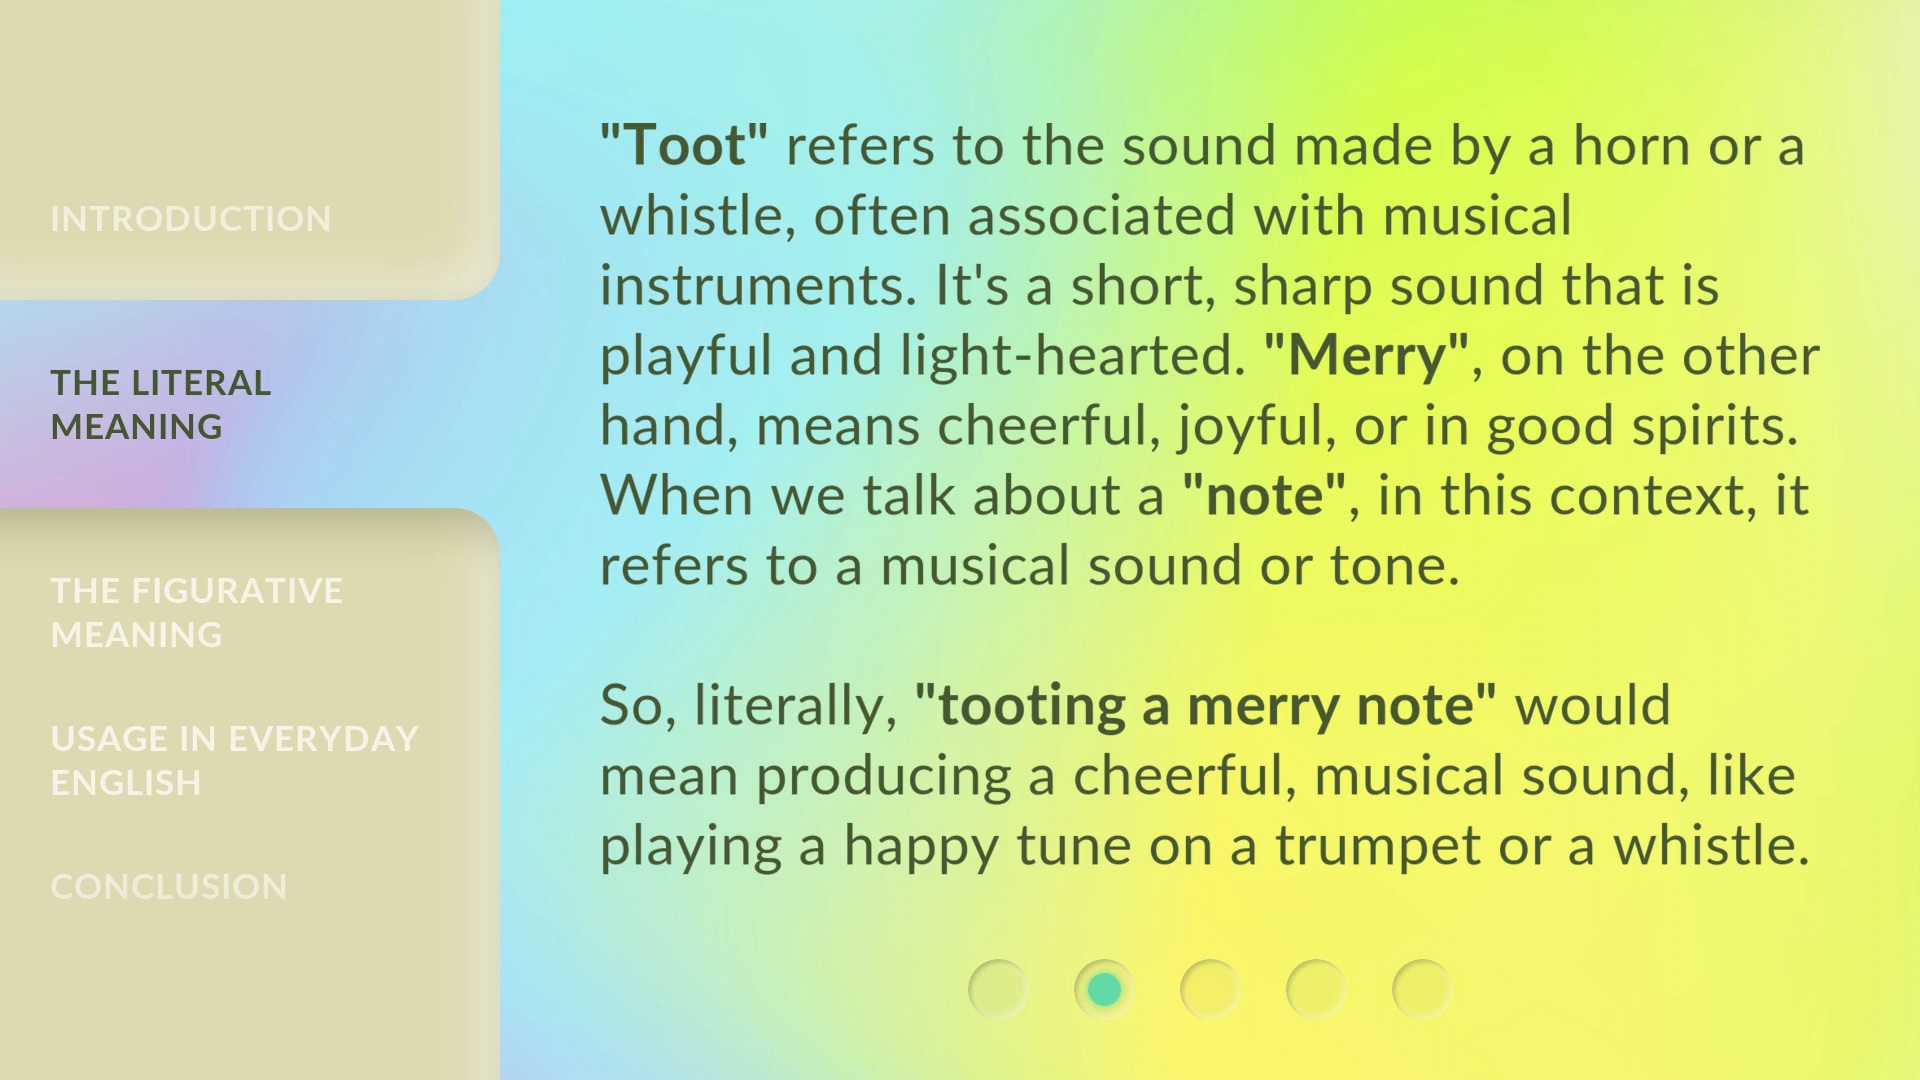 INTRODUCTION
THE LITERAL
MEANING
THE FIGURATIVE
MEANING
USAGE IN EVERYDAY
ENGLISH
CONCLUSION
"Toot" refers to the sound made by a horn or a
whistle, often associated with musical
instruments. It's a short, sharp sound that is
playful and light-hearted. "Merry", on the other
hand, means cheerful, joyful, or in good spirits.
When we talk about a "note", in this context, it
refers to a musical sound or tone.
So, literally, "tooting a merry note" would
mean producing a cheerful, musical sound, like
playing a happy tune on a trumpet or a whistle.